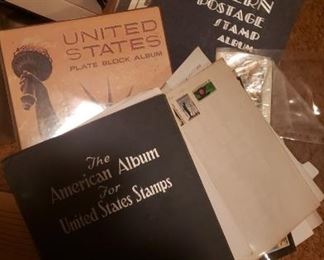 UNITED
STATES
PLATE BLOCK ALBUM
POSTAGE
STAMP
ALBUM
The
American Album
For
United States Stamps